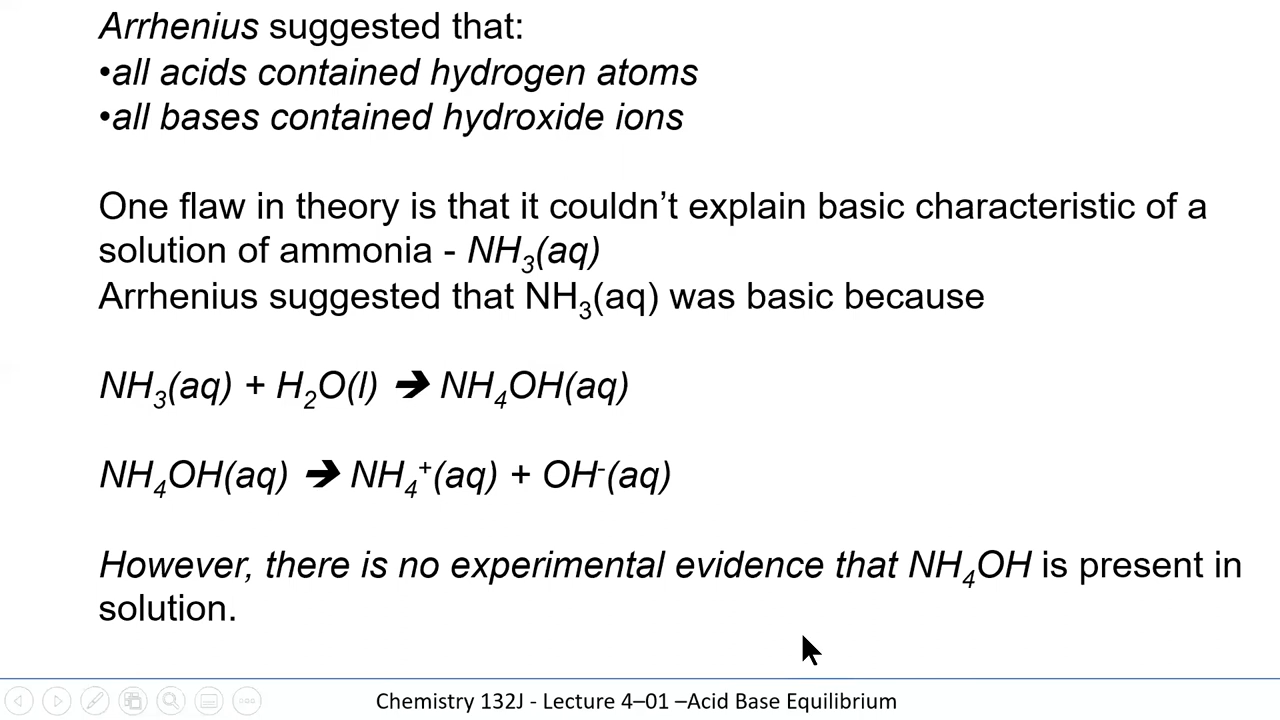 Arrhenius suggested that:
•all acids contained hydrogen atoms
•all bases contained hydroxide ions
One flaw in theory is that it couldn’t explain basic characteristic of a
solution of ammonia - NH₃(aq)
Arrhenius suggested that NH₃(aq) was basic because
NH₃(aq) + H₂O(l) ➔ NH₄OH(aq)
NH₄OH(aq) ➔ NH₄⁺(aq) + OH⁻(aq)
However, there is no experimental evidence that NH₄OH is present in
solution.
Chemistry 132J - Lecture 4–01 –Acid Base Equilibrium